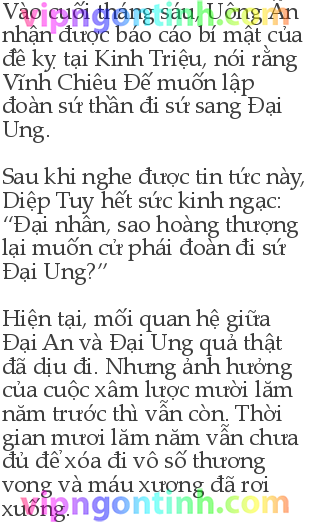 Vào cuối tháng sáu, Uông Ấn
nhận được báo cáo bí mật của
đê kỵ tại Kinh Triệu, nói rằng
Vĩnh Chiêu Đế muốn lập
đoàn sứ thần đi sứ sang Đại
Ung.
Sau khi nghe được tin tức này,
Diệp Tuy hết sức kinh ngạc:
“Đại nhân, sao hoàng thượng
lại muốn cử phái đoàn đi sứ
Đại Ung?”
Hiện tại, mối quan hệ giữa
Đại An và Đại Ung quả thật
đã dịu đi. Nhưng ảnh hưởng
của cuộc xâm lược mười lăm
năm trước thì vẫn còn. Thời
gian mươi lăm năm vẫn chưa
đủ để xóa đi vô số thương
vong và máu xương đã rơi
xuống.
vipngontinh.com
vipngontinh.com